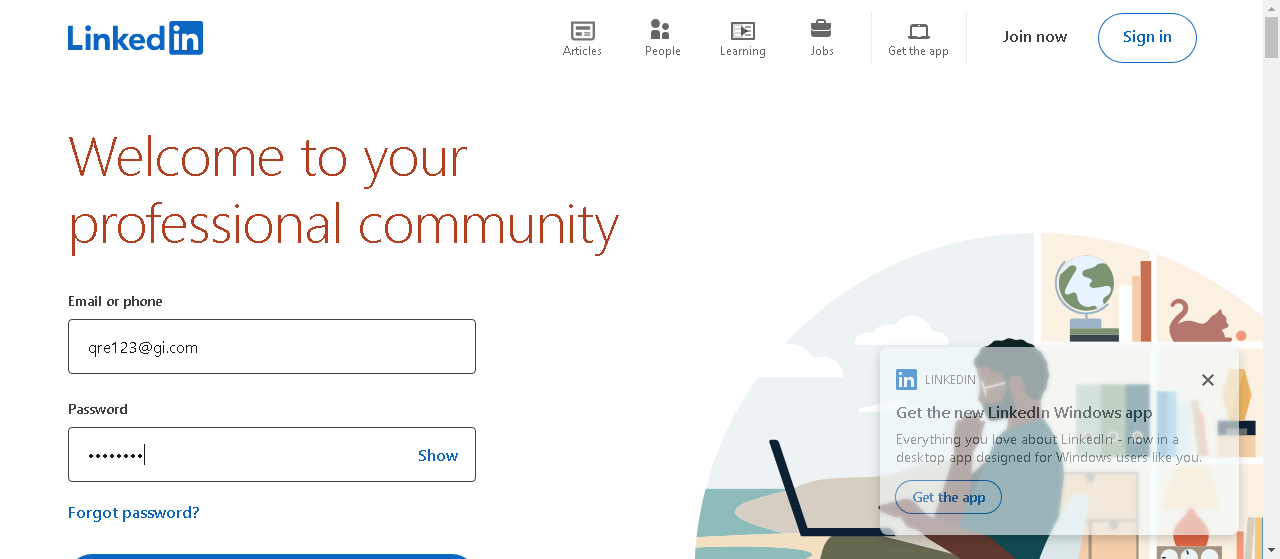 LinkedIn
Articles
People
Learning
Jobs
Get the app
Join now
Sign in
Welcome to your
professional community
Email or phone
qre123@gi.com
Password
••••••••
Show
Forgot password?
in LINKEDIN
Get the new LinkedIn Windows app
Everything you love about LinkedIn - now in a
desktop app designed for Windows users like you.
Get the app